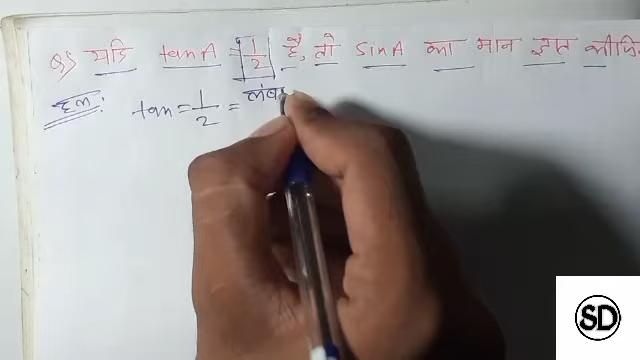 Q) यदि tanA = 1/2 है, तो sinA का मान ज्ञात कीजि
हल: tan = 1/2 = लंब
SD